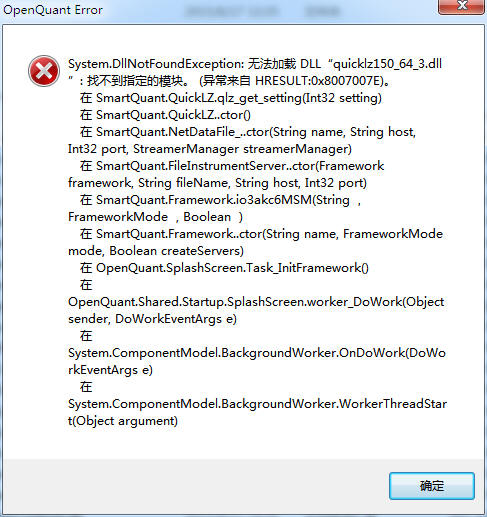 OpenQuant Error
System.DllNotFoundException: 无法加载 DLL“quicklz150_64_3.dll
”: 找不到指定的模块。 (异常来自 HRESULT:0x8007007E)。
在 SmartQuant.QuickLZ.qlz_get_setting(Int32 setting)
在 SmartQuant.QuickLZ..ctor()
在 SmartQuant.NetDataFile_..ctor(String name, String host,
Int32 port, StreamerManager streamerManager)
在 SmartQuant.FileInstrumentServer..ctor(Framework
framework, String fileName, String host, Int32 port)
在 SmartQuant.Framework.io3akc6MSM(String ,
FrameworkMode , Boolean )
在 SmartQuant.Framework..ctor(String name, FrameworkMode
mode, Boolean createServers)
在 OpenQuant.SplashScreen.Task_InitFramework()
在
OpenQuant.Shared.Startup.SplashScreen.worker_DoWork(Object
sender, DoWorkEventArgs e)
在
System.ComponentModel.BackgroundWorker.OnDoWork(DoWo
rkEventArgs e)
在
System.ComponentModel.BackgroundWorker.WorkerThreadStar
t(Object argument)
确定